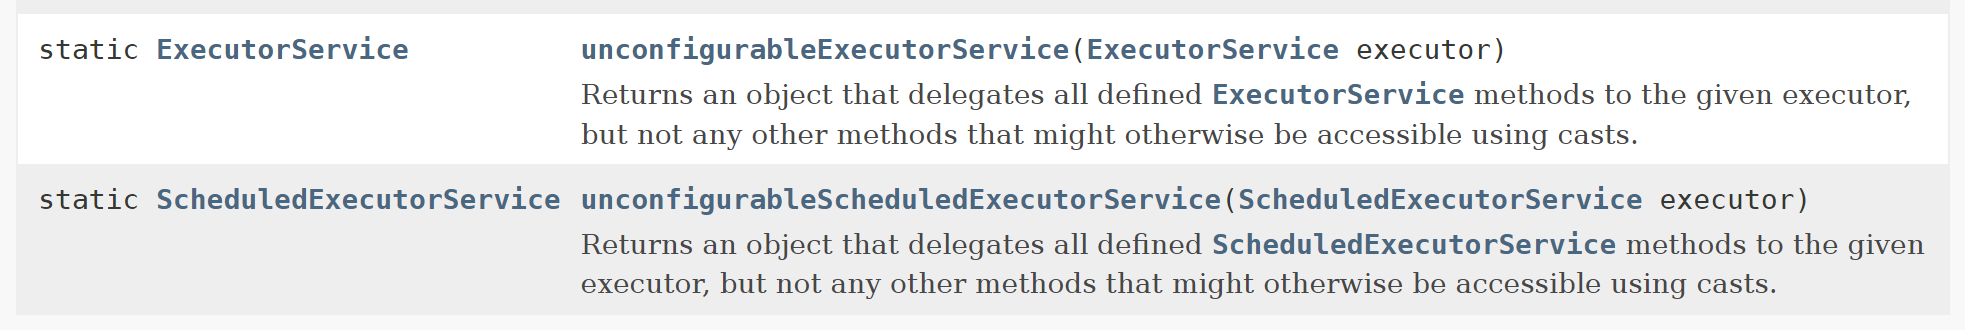 static ExecutorService unconfigurableExecutorService(ExecutorService executor)
Returns an object that delegates all defined ExecutorService methods to the given executor,
but not any other methods that might otherwise be accessible using casts.
static ScheduledExecutorService unconfigurableScheduledExecutorService(ScheduledExecutorService executor)
Returns an object that delegates all defined ScheduledExecutorService methods to the given
executor, but not any other methods that might otherwise be accessible using casts.